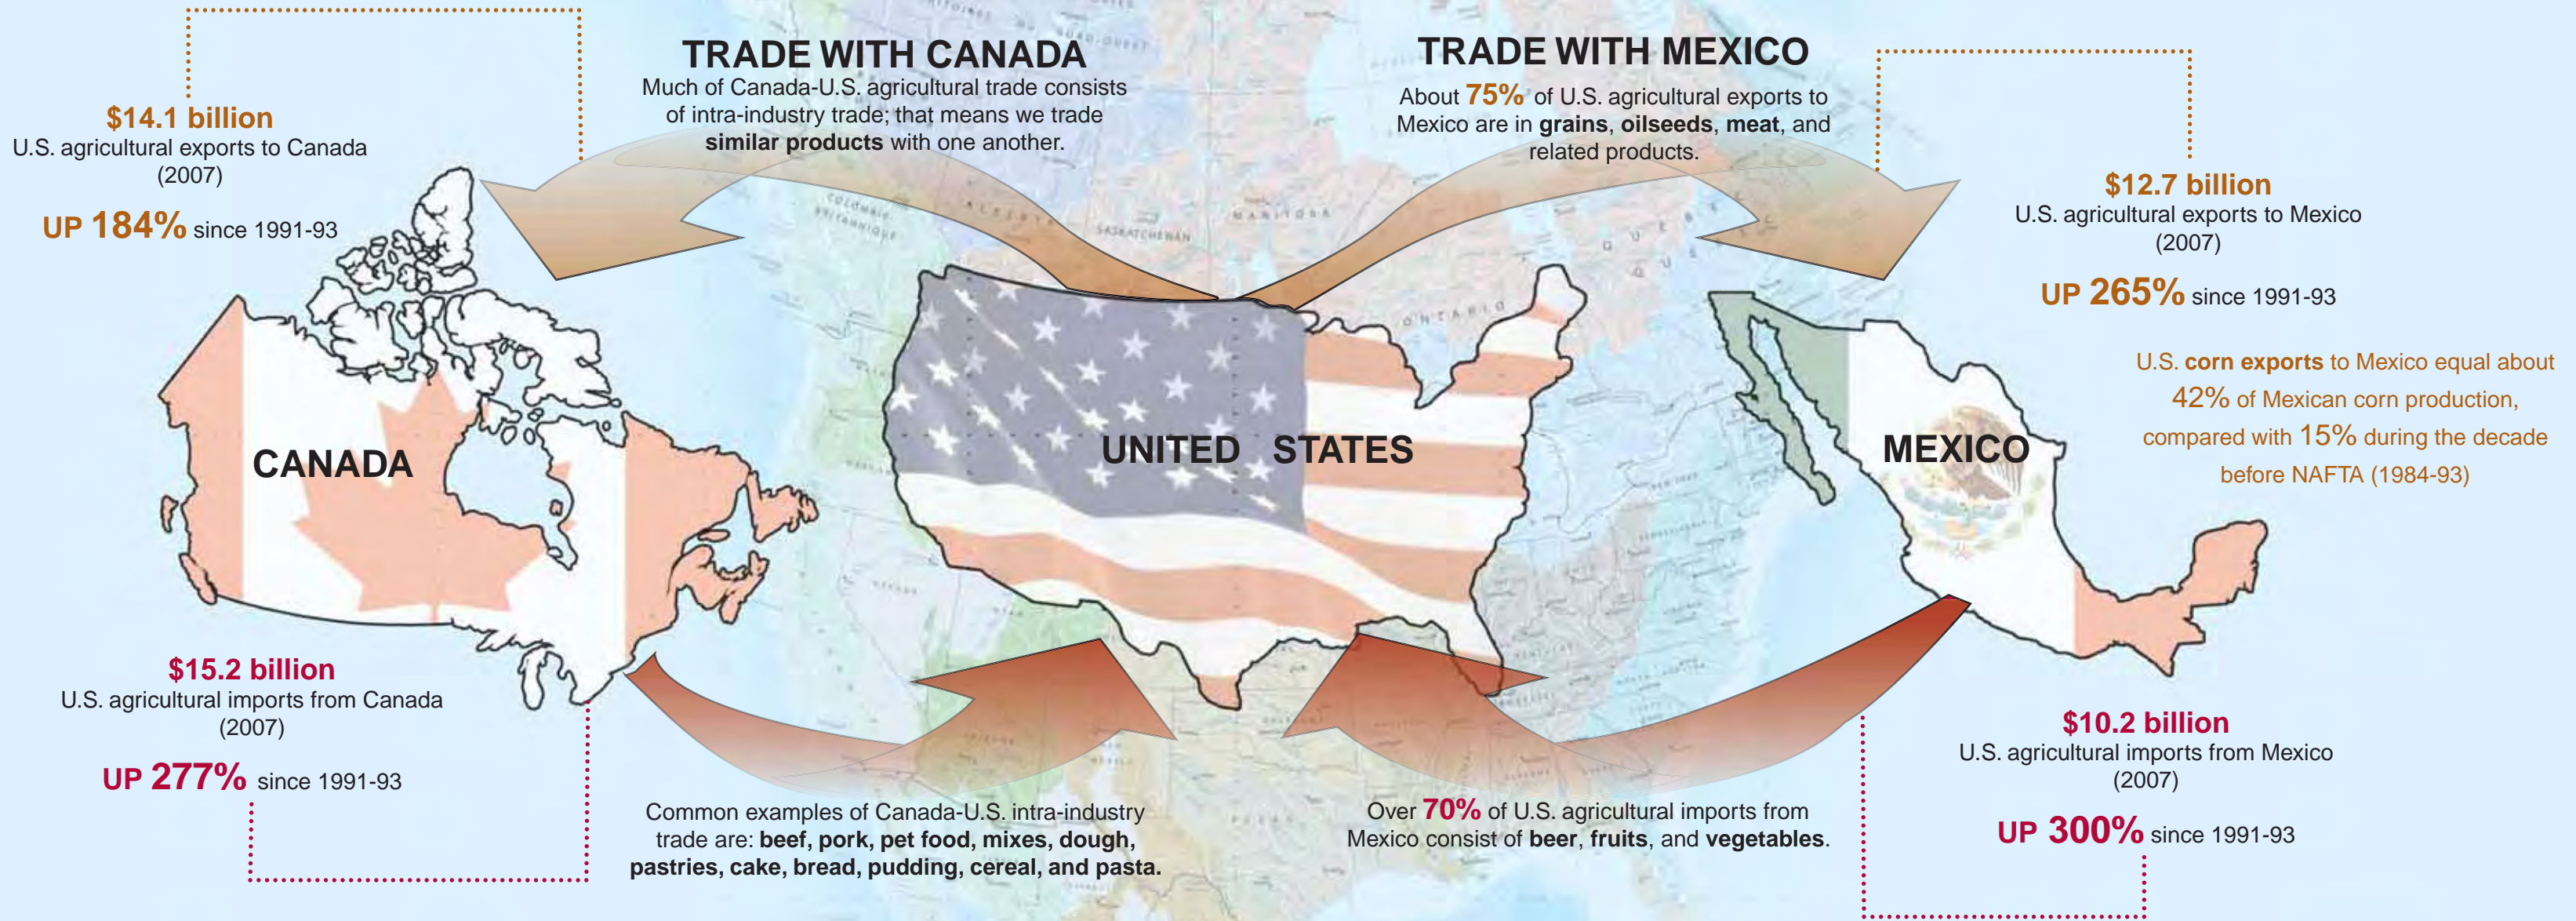 TRADE WITH CANADA
Much of Canada-U.S. agricultural trade consists
of intra-industry trade; that means we trade
similar products with one another.
TRADE WITH MEXICO
About 75% of U.S. agricultural exports to
Mexico are in grains, oilseeds, meat, and
related products.
$14.1 billion
U.S. agricultural exports to Canada
(2007)
UP 184% since 1991-93
$12.7 billion
U.S. agricultural exports to Mexico
(2007)
UP 265% since 1991-93
U.S. corn exports to Mexico equal about
42% of Mexican corn production,
compared with 15% during the decade
before NAFTA (1984-93)
COLOMBIE-
BRITANNIQUE
ALBERTA
SASKATCHEWAN
MANITOBA
ONTARIO
QUEBEC
CANADA
UNITED STATES
MEXICO
$15.2 billion
U.S. agricultural imports from Canada
(2007)
UP 277% since 1991-93
Common examples of Canada-U.S. intra-industry
trade are: beef, pork, pet food, mixes, dough,
pastries, cake, bread, pudding, cereal, and pasta.
Over 70% of U.S. agricultural imports from
Mexico consist of beer, fruits, and vegetables.
$10.2 billion
U.S. agricultural imports from Mexico
(2007)
UP 300% since 1991-93